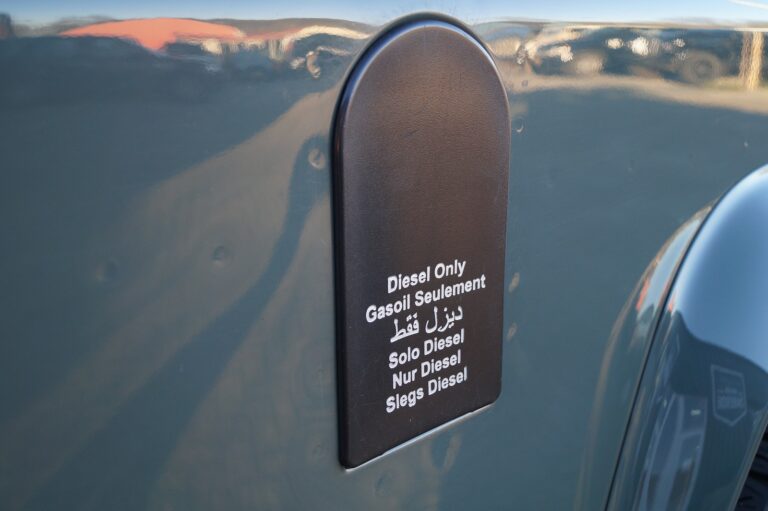 Diesel Only
Gasoil Seulement
ديزل فقط
Solo Diesel
Nur Diesel
Slegs Diesel